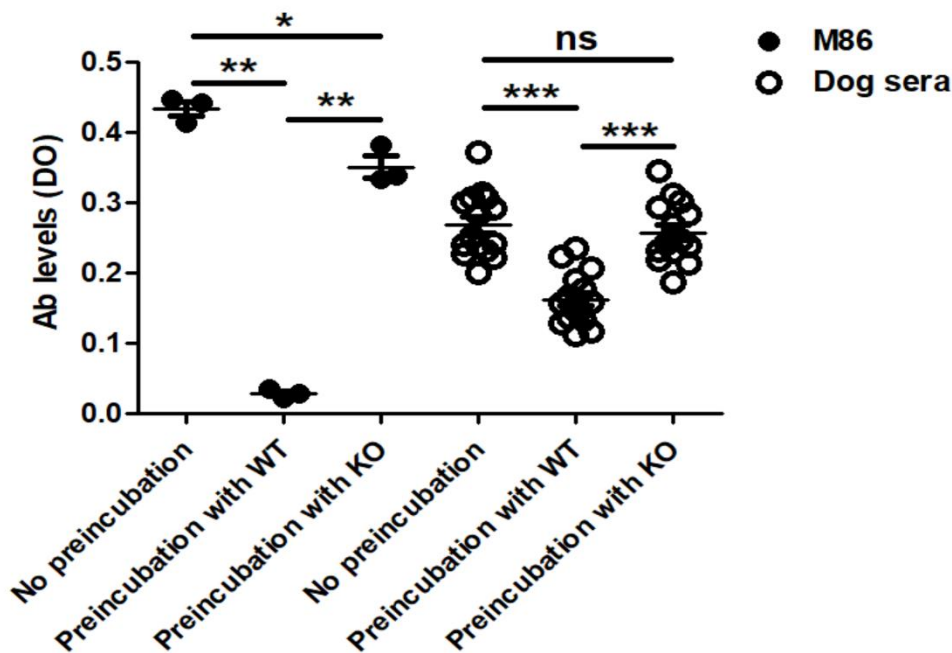 *
ns
M86
**
Dog sera
**
***
***
0.5
0.4
0.3
0.2
0.1
0.0
Ab levels (DO)
No preincubation
Preincubation with WT
Preincubation with KO
No preincubation
Preincubation with WT
Preincubation with KO